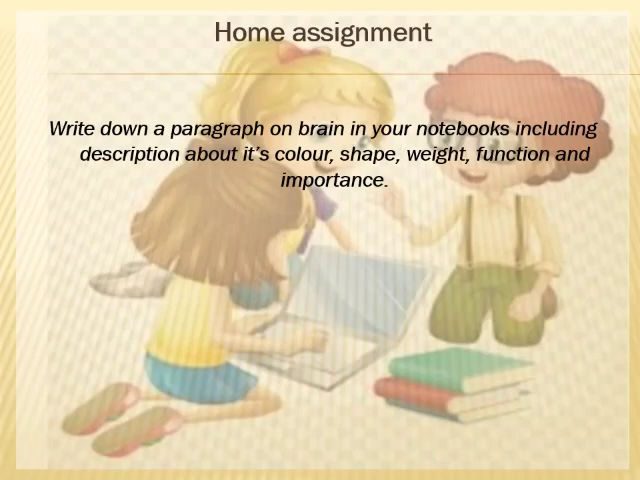 Home assignment
Write down a paragraph on brain in your notebooks including
description about it’s colour, shape, weight, function and
importance.